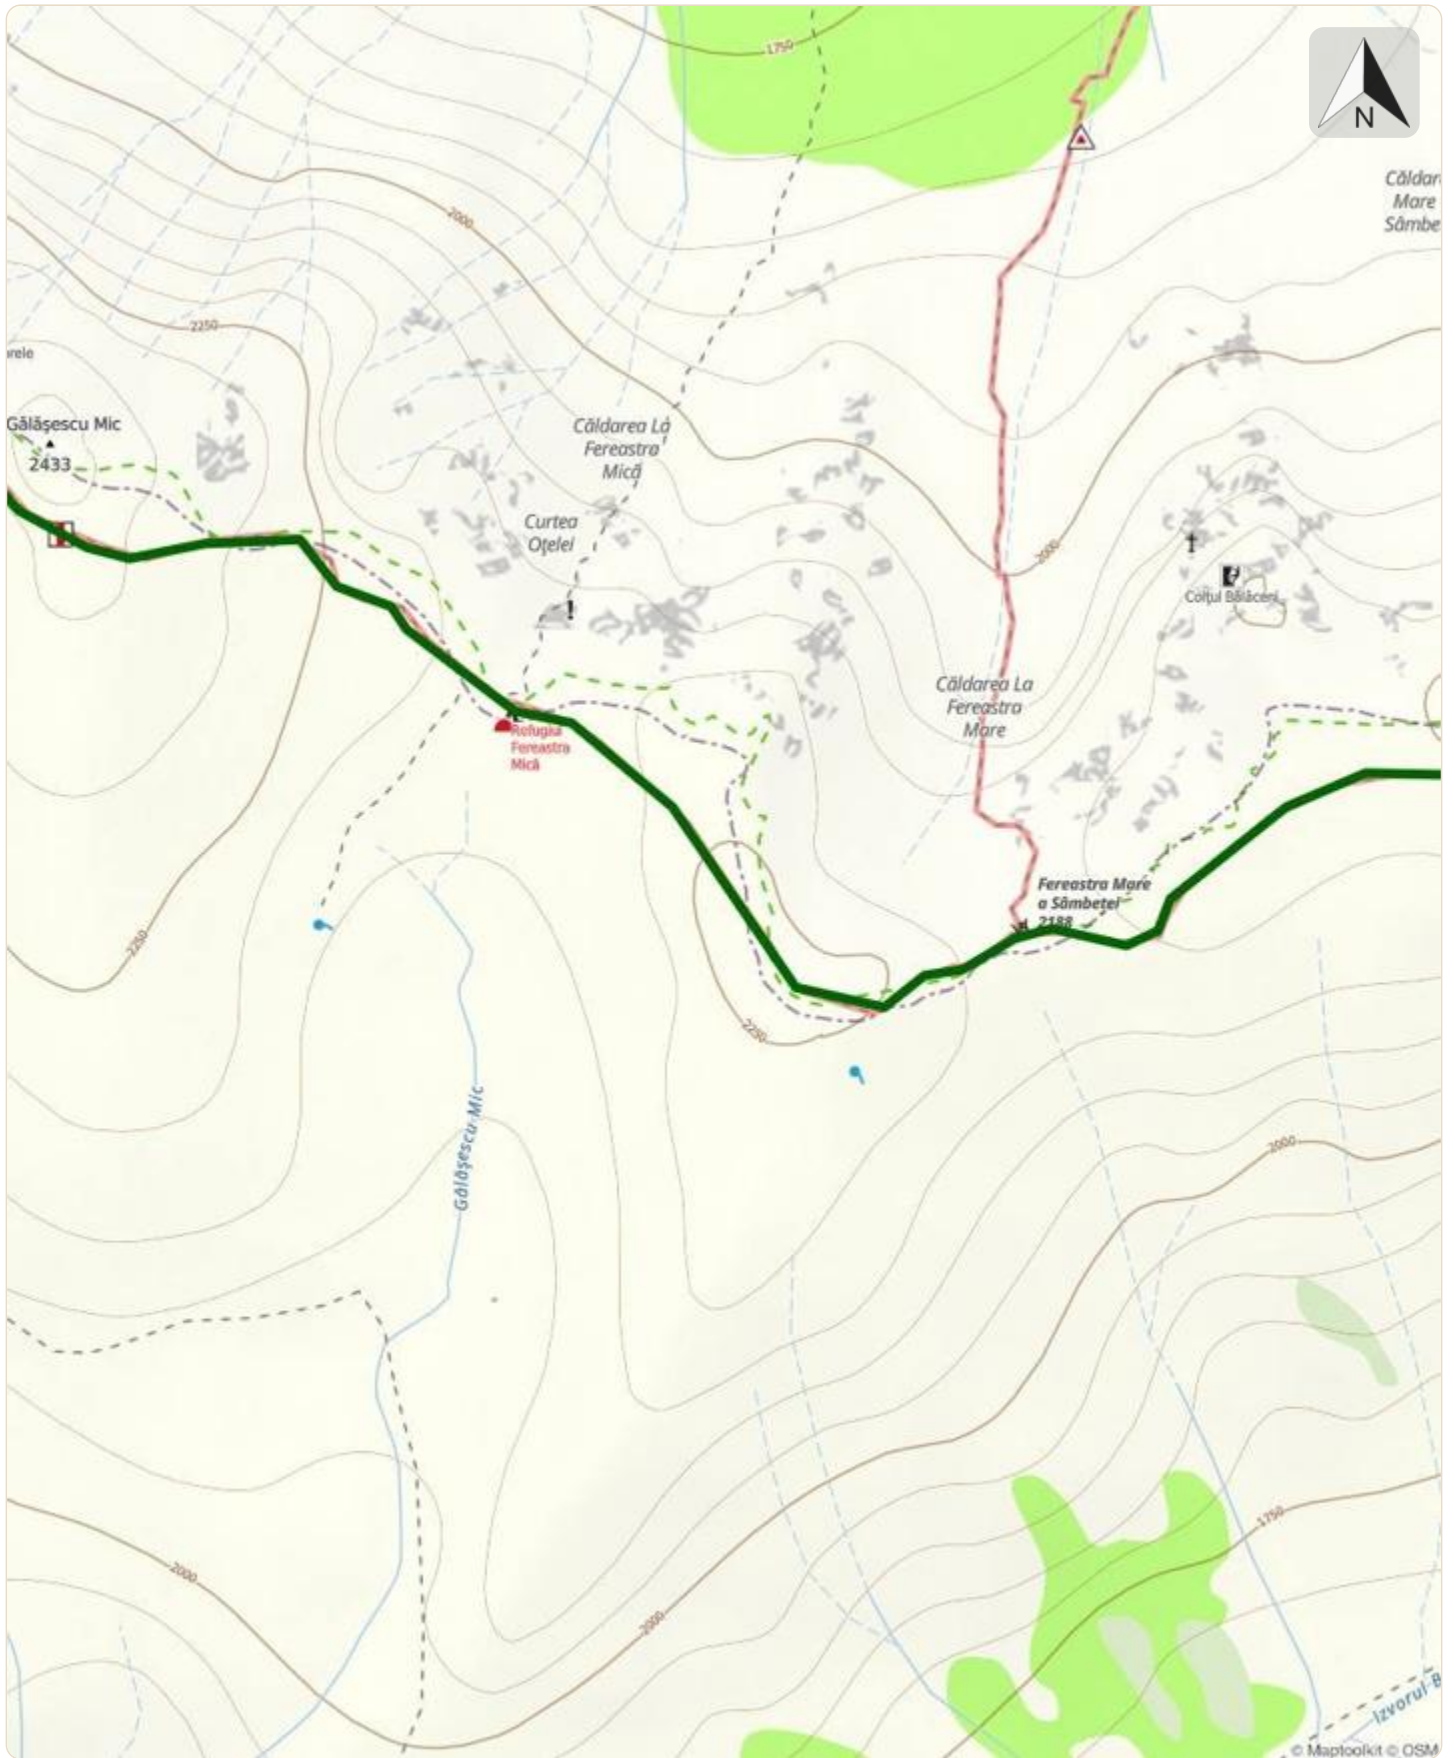 1750
N
Căldar
Mare
Sâmbe
2000
2250
rele
Gălășescu Mic
2433
Căldarea La
Fereastra
Mică
Curtea
Oțelei
!
2000
Colțul Bălăceni
Căldarea La
Fereastra
Mare
Refugiul
Fereastra
Mică
Fereastra Mare
a Sâmbetei
2188
2250
2250
Gălășescu Mic
2000
1750
2000
2000
Izvorul B
© Maptoolkit © OSM